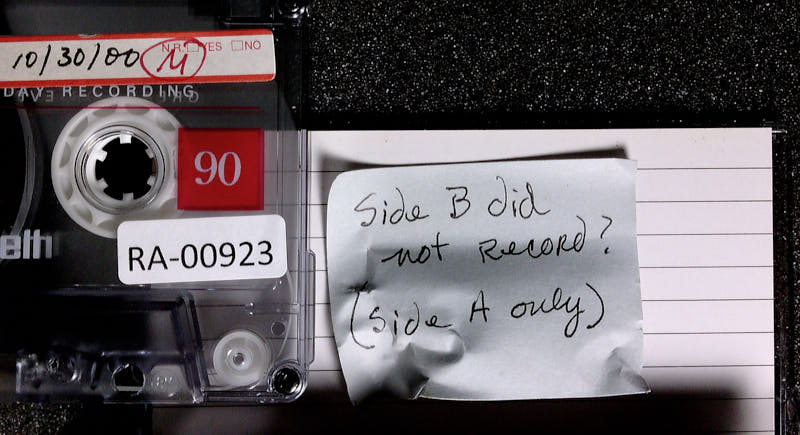 10/30/00 M
N.R. YES NO
DAY RECORDING
90
RA-00923
Side B did
not Record?
(Side A only)